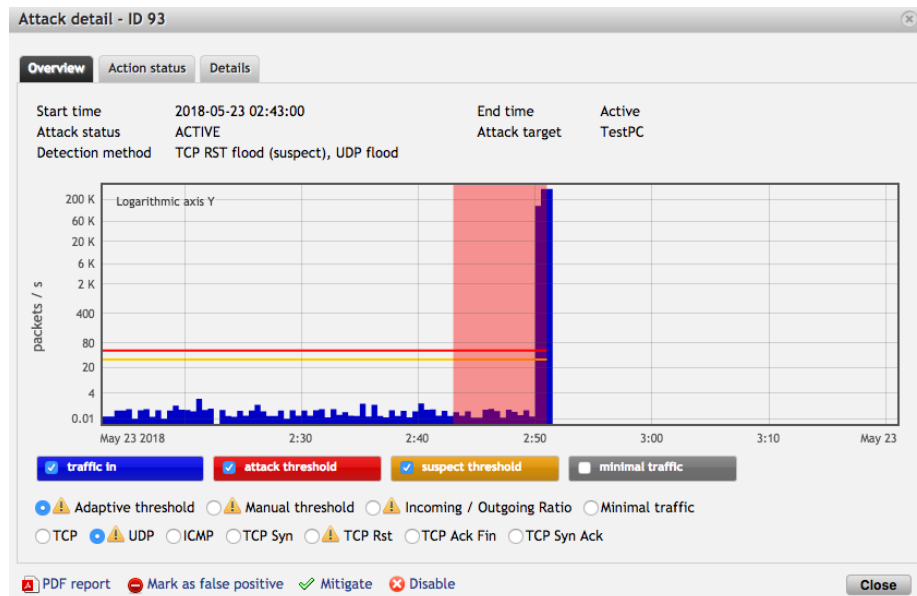 Attack detail - ID 93
Overview Action status Details
Start time 2018-05-23 02:43:00 End time Active
Attack status ACTIVE Attack target TestPC
Detection method TCP RST flood (suspect), UDP flood
Logarithmic axis Y
packets / s
200 K
60 K
20 K
6 K
2 K
400
80
20
4
0.01
May 23 2018 2:30 2:40 2:50 3:00 3:10 May 23
traffic in attack threshold suspect threshold minimal traffic
Adaptive threshold Manual threshold Incoming / Outgoing Ratio Minimal traffic
TCP UDP ICMP TCP Syn TCP Rst TCP Ack Fin TCP Syn Ack
PDF report Mark as false positive Mitigate Disable Close